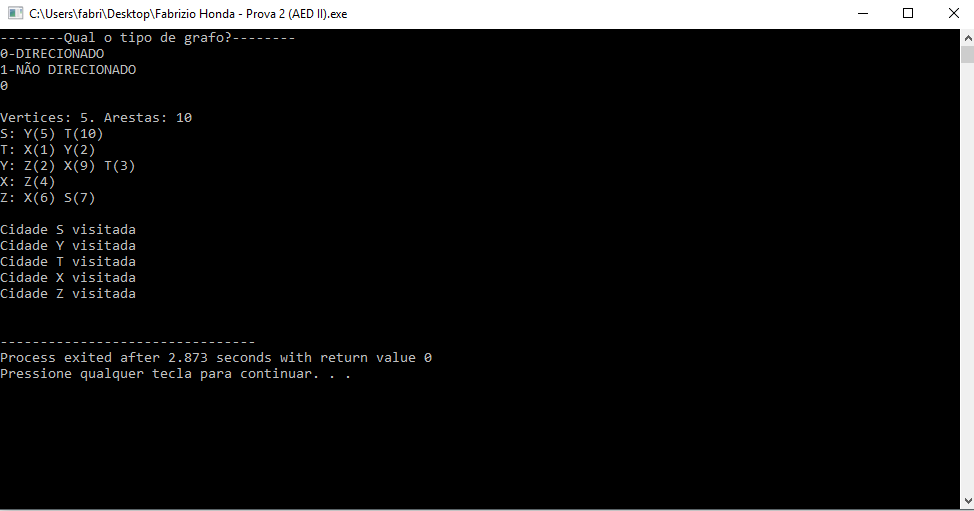 C:\Users\fabri\Desktop\Fabrizio Honda - Prova 2 (AED II).exe
--------Qual o tipo de grafo?--------
0-DIRECIONADO
1-NÃO DIRECIONADO
0
Vertices: 5. Arestas: 10
S: Y(5) T(10)
T: X(1) Y(2)
Y: Z(2) X(9) T(3)
X: Z(4)
Z: X(6) S(7)
Cidade S visitada
Cidade Y visitada
Cidade T visitada
Cidade X visitada
Cidade Z visitada
--------------------------------
Process exited after 2.873 seconds with return value 0
Pressione qualquer tecla para continuar. . .